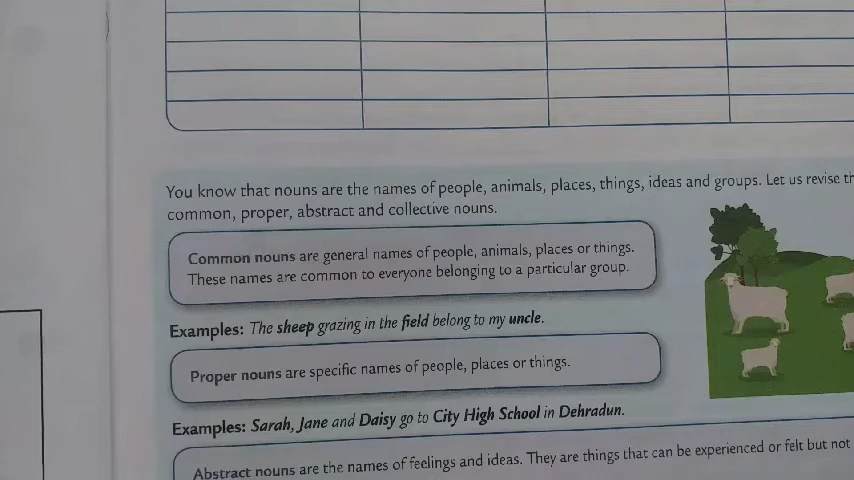 You know that nouns are the names of people, animals, places, things, ideas and groups. Let us revise
common, proper, abstract and collective nouns.
Common nouns are general names of people, animals, places or things.
These names are common to everyone belonging to a particular group.
Examples: The sheep grazing in the field belong to my uncle.
Proper nouns are specific names of people, places or things.
Examples: Sarah, Jane and Daisy go to City High School in Dehradun.
Abstract nouns are the names of feelings and ideas. They are things that can be experienced or felt but not